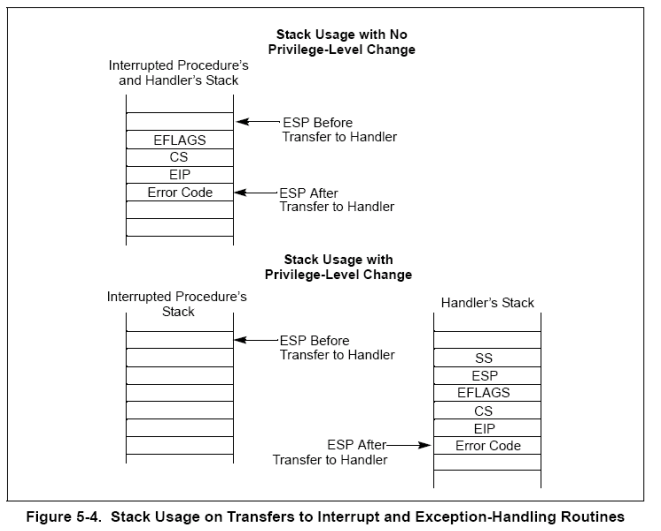 Stack Usage with No
Privilege-Level Change
Interrupted Procedure's
and Handler's Stack
ESP Before
Transfer to Handler
EFLAGS
CS
EIP
Error Code
ESP After
Transfer to Handler
Stack Usage with
Privilege-Level Change
Interrupted Procedure's
Stack
Handler's Stack
ESP Before
Transfer to Handler
SS
ESP
EFLAGS
CS
EIP
ESP After
Transfer to Handler
Error Code
Figure 5-4. Stack Usage on Transfers to Interrupt and Exception-Handling Routines